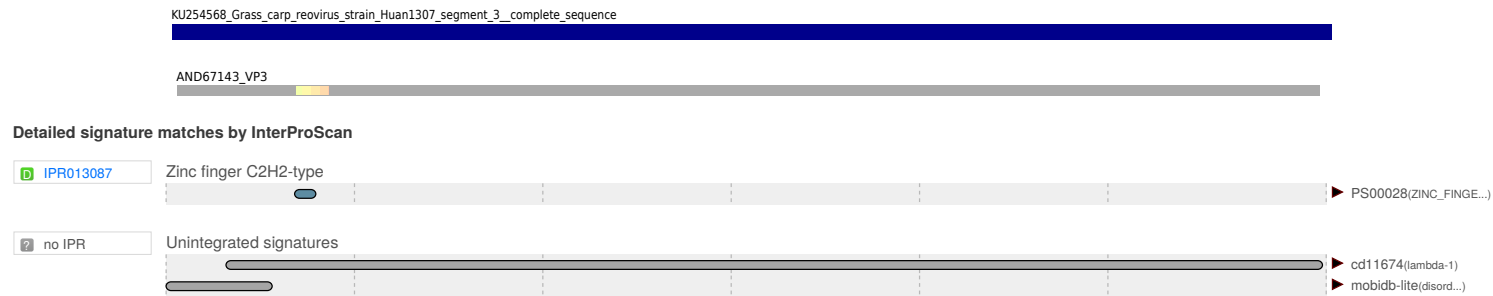 KU254568_Grass_carp_reovirus_strain_Huan1307_segment_3__complete_sequence
AND67143_VP3
Detailed signature matches by InterProScan
D IPR013087
Zinc finger C2H2-type
PS00028(ZINC_FINGE...)
? no IPR
Unintegrated signatures
cd11674(lambda-1)
mobidb-lite(disord...)